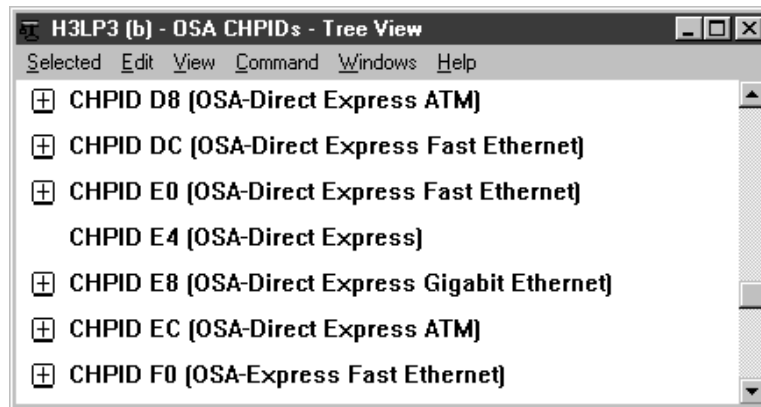 H3LP3 (b) - OSA CHPIDs - Tree View
Selected Edit View Command Windows Help
CHPID D8 (OSA-Direct Express ATM)
CHPID DC (OSA-Direct Express Fast Ethernet)
CHPID E0 (OSA-Direct Express Fast Ethernet)
CHPID E4 (OSA-Direct Express)
CHPID E8 (OSA-Direct Express Gigabit Ethernet)
CHPID EC (OSA-Direct Express ATM)
CHPID F0 (OSA-Express Fast Ethernet)